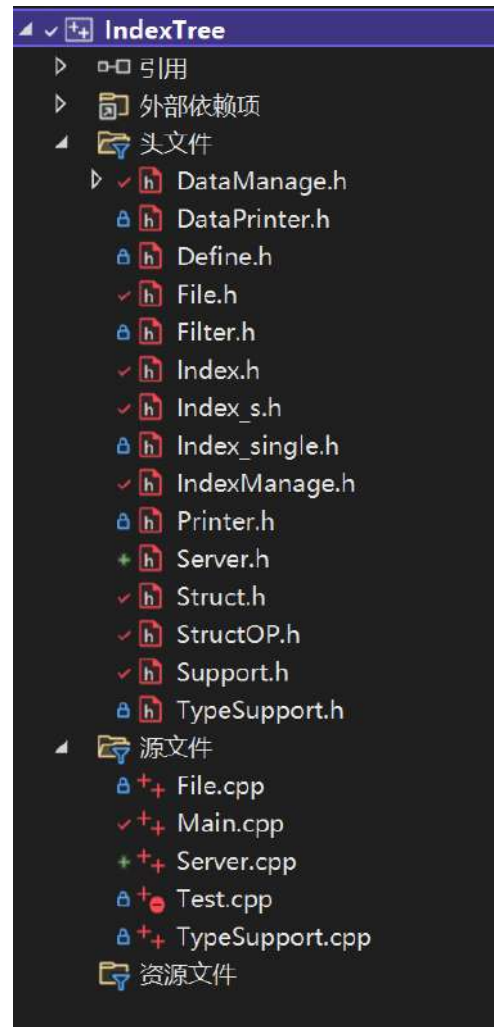 IndexTree
引用
外部依赖项
头文件
DataManage.h
DataPrinter.h
Define.h
File.h
Filter.h
Index.h
Index_s.h
Index_single.h
IndexManage.h
Printer.h
Server.h
Struct.h
StructOP.h
Support.h
TypeSupport.h
源文件
File.cpp
Main.cpp
Server.cpp
Test.cpp
TypeSupport.cpp
资源文件